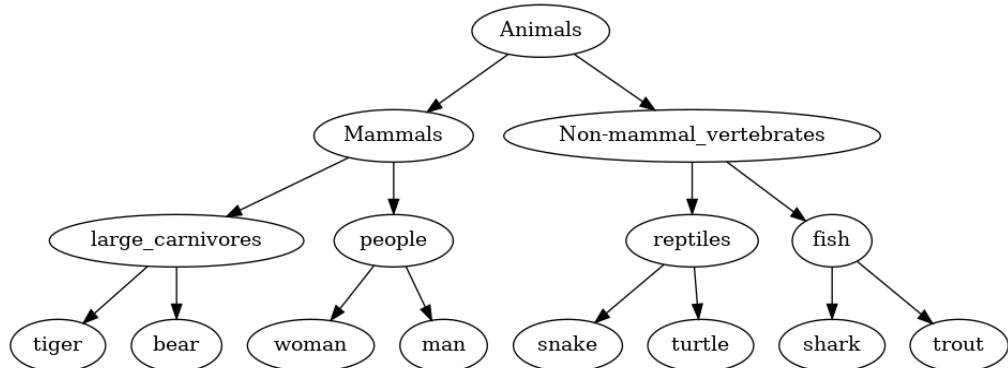 Animals
Mammals
Non-mammal_vertebrates
large_carnivores
people
reptiles
fish
tiger
bear
woman
man
snake
turtle
shark
trout